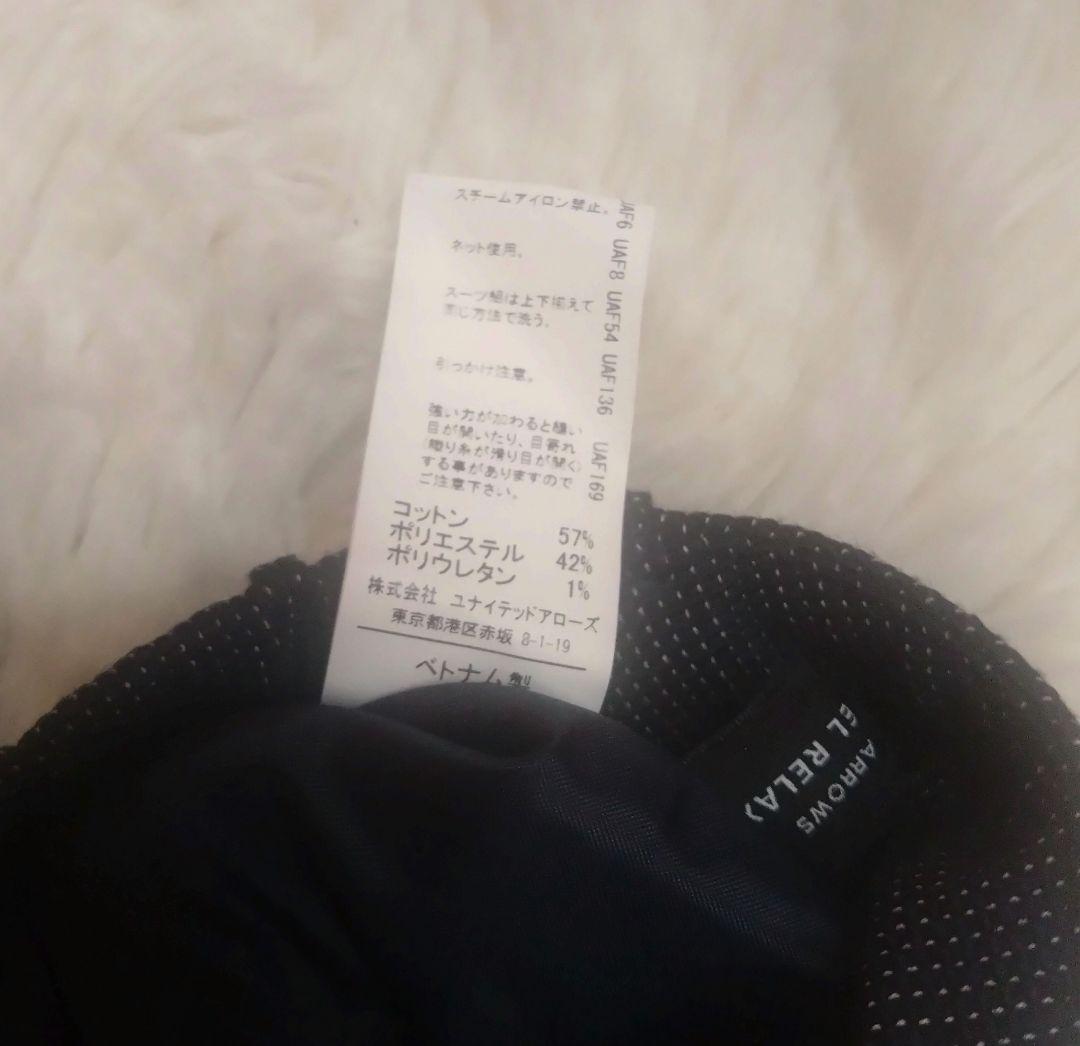 スチームアイロン禁止。
ネット使用。
スーツ組は上下揃えて
同じ方法で洗う。
引っかけ注意。
強い力が加わると縫い
目が開いたり、目寄れ
(織り糸が滑り目が開く)
する事がありますので
ご注意下さい。
コットン 57%
ポリエステル 42%
ポリウレタン 1%
株式会社 ユナイテッドアローズ
東京都港区赤坂 8-1-19
ベトナム製
UAF6 UAF8 UAF54 UAF136 UAF169
ARROWS
EL RELA